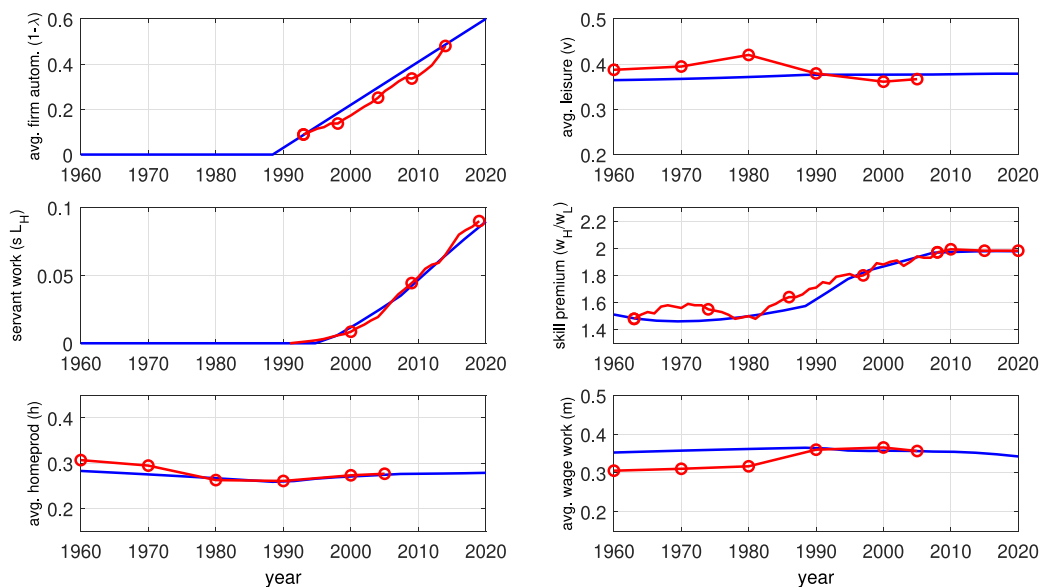 avg. firm autom. (1-λ)
0.6
0.4
0.2
0
1960 1970 1980 1990 2000 2010 2020
avg. leisure (v)
0.5
0.4
0.3
0.2
1960 1970 1980 1990 2000 2010 2020
servant work (s L_H)
0.1
0.05
0
1960 1970 1980 1990 2000 2010 2020
skill premium (w_H/w_L)
2.2
2
1.8
1.6
1.4
1960 1970 1980 1990 2000 2010 2020
avg. homeprod (h)
0.4
0.3
0.2
1960 1970 1980 1990 2000 2010 2020
year
avg. wage work (m)
0.5
0.4
0.3
0.2
1960 1970 1980 1990 2000 2010 2020
year